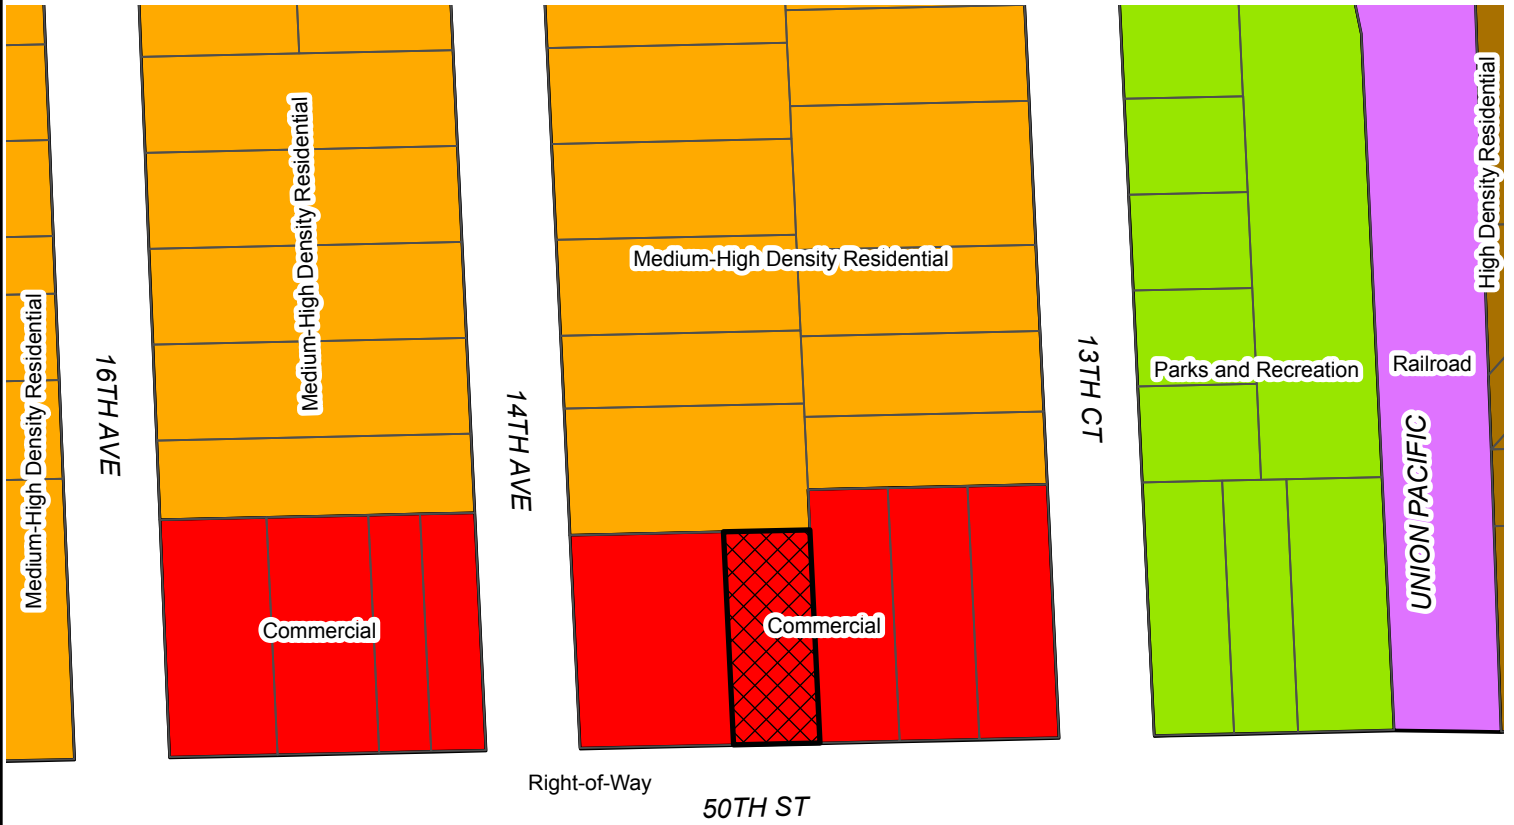 Medium-High Density Residential
16TH AVE
Medium-High Density Residential
Commercial
14TH AVE
Medium-High Density Residential
Commercial
13TH CT
Parks and Recreation
Railroad
UNION PACIFIC
High Density Residential
Right-of-Way
50TH ST